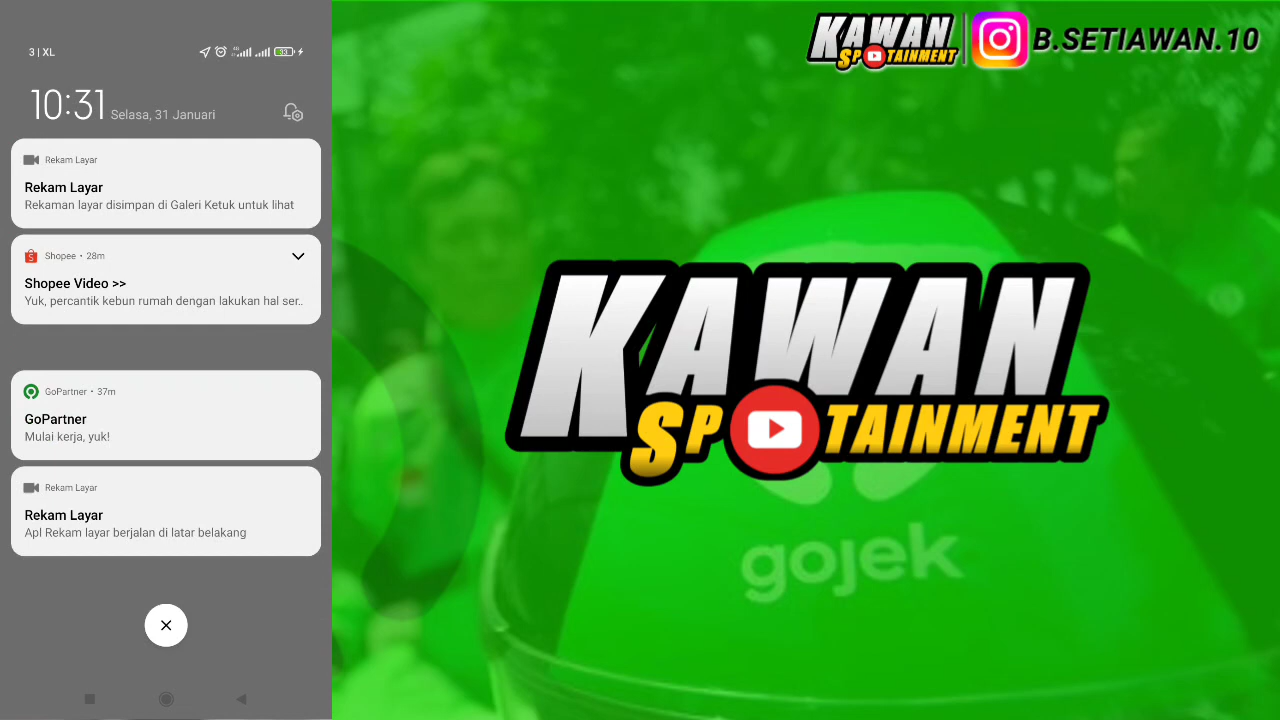 3 | XL
10:31 Selasa, 31 Januari
Rekam Layar
Rekam Layar
Rekaman layar disimpan di Galeri Ketuk untuk lihat
Shopee • 28m
Shopee Video >>
Yuk, percantik kebun rumah dengan lakukan hal ser..
GoPartner • 37m
GoPartner
Mulai kerja, yuk!
Rekam Layar
Rekam Layar
Apl Rekam layar berjalan di latar belakang
KAWAN
SPOTAINMENT
B.SETIAWAN.10
KAWAN
SPOTAINMENT
gojek